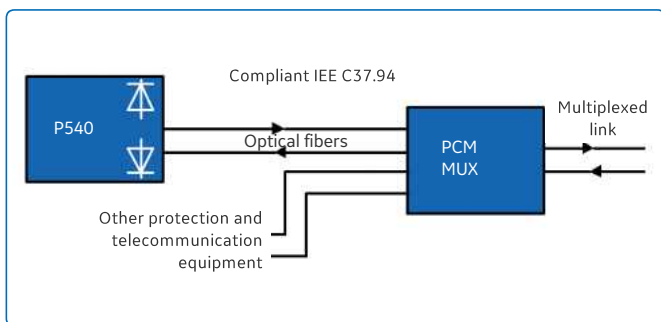 Compliant IEE C37.94
P540
Optical fibers
PCM
MUX
Multiplexed
link
Other protection and
telecommunication
equipment